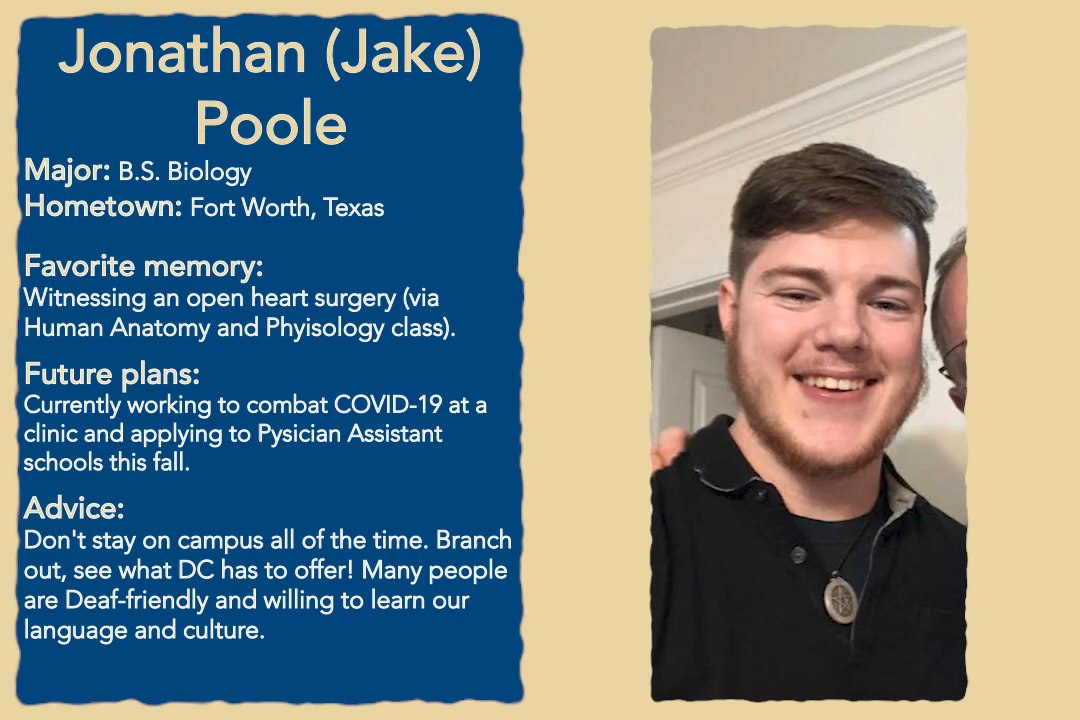 Jonathan (Jake)
Poole
Major: B.S. Biology
Hometown: Fort Worth, Texas
Favorite memory:
Witnessing an open heart surgery (via
Human Anatomy and Phyisology class).
Future plans:
Currently working to combat COVID-19 at a
clinic and applying to Pysician Assistant
schools this fall.
Advice:
Don't stay on campus all of the time. Branch
out, see what DC has to offer! Many people
are Deaf-friendly and willing to learn our
language and culture.